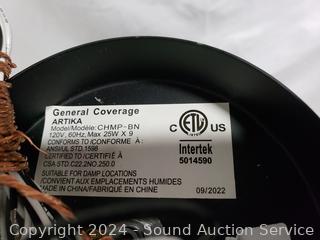 General Coverage
ARTIKA
Model/Modèle: CHMP-BN
120V, 60Hz, Max 25W X 9
CONFORMS TO /CONFORME À :
ANSI/UL STD.1598
CERTIFIED TO /CERTIFIÉ À
CSA STD.C22.2NO.250.0
SUITABLE FOR DAMP LOCATIONS
CONVIENT AUX EMPLACEMENTS HUMIDES
MADE IN CHINA/FABRIQUÉ EN CHINE
C ETL US
Intertek
5014590
09/2022
Copyright 2024 - Sound Auction Service